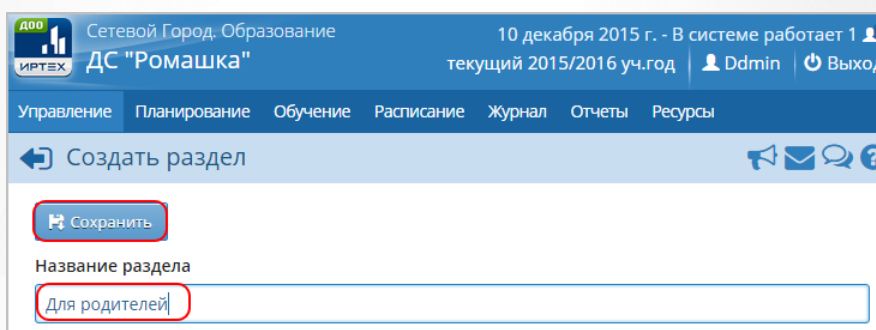 ДОО
ИРТЕХ
Сетевой Город. Образование
ДС "Ромашка"
10 декабря 2015 г. - В системе работает 1
текущий 2015/2016 уч.год Ddmin Выхо
Управление Планирование Обучение Расписание Журнал Отчеты Ресурсы
Создать раздел
Сохранить
Название раздела
Для родителей